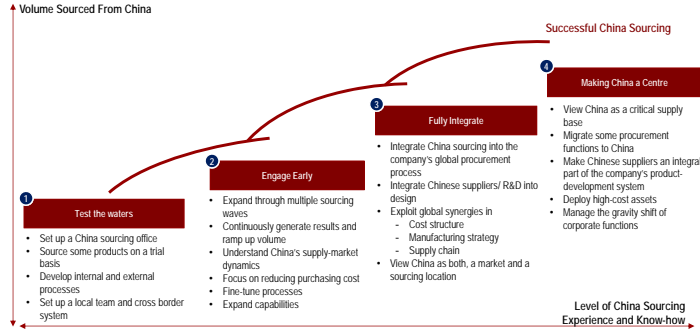 Volume Sourced From China
Successful China Sourcing
4
Making China a Centre
• View China as a critical supply
base
• Migrate some procurement
functions to China
• Make Chinese suppliers an integral
part of the company's product-
development system
• Deploy high-cost assets
• Manage the gravity shift of
corporate functions
3
Fully Integrate
• Integrate China sourcing into the
company's global procurement
process
• Integrate Chinese suppliers/ R&D into
design
• Exploit global synergies in
- Cost structure
- Manufacturing strategy
- Supply chain
• View China as both, a market and a
sourcing location
2
Engage Early
• Expand through multiple sourcing
waves
• Continuously generate results and
ramp up volume
• Understand China's supply-market
dynamics
• Focus on reducing purchasing cost
• Fine-tune processes
• Expand capabilities
1
Test the waters
• Set up a China sourcing office
• Source some products on a trial
basis
• Develop internal and external
processes
• Set up a local team and cross border
system
Level of China Sourcing
Experience and Know-how